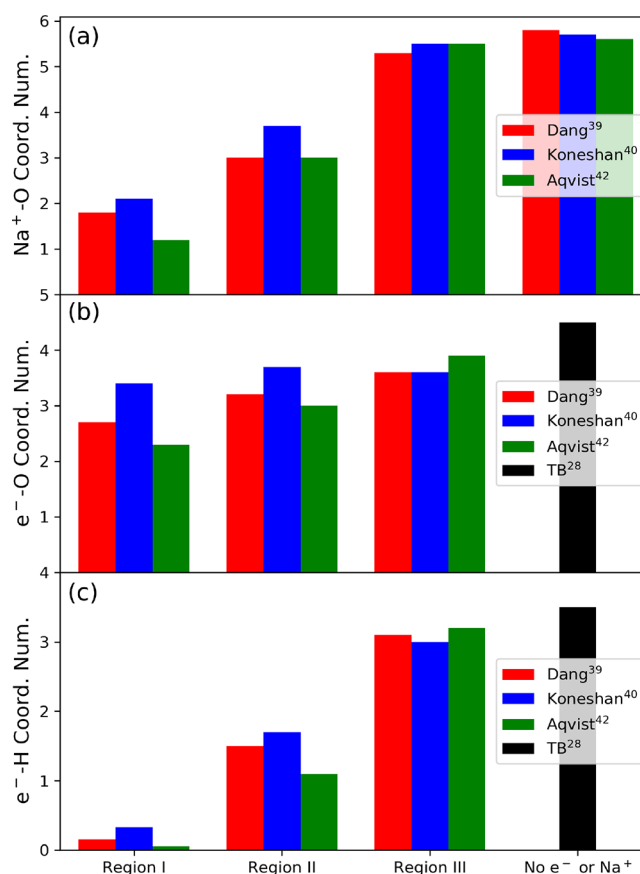 (a)
Na⁺-O Coord. Num.
6
5
4
3
2
1
Dang³⁹
Koneshan⁴⁰
Aqvist⁴²
(b)
e⁻-O Coord. Num.
5
4
3
2
1
Dang³⁹
Koneshan⁴⁰
Aqvist⁴²
TB²⁸
(c)
e⁻-H Coord. Num.
4
3
2
1
0
Dang³⁹
Koneshan⁴⁰
Aqvist⁴²
TB²⁸
Region I
Region II
Region III
No e⁻ or Na⁺